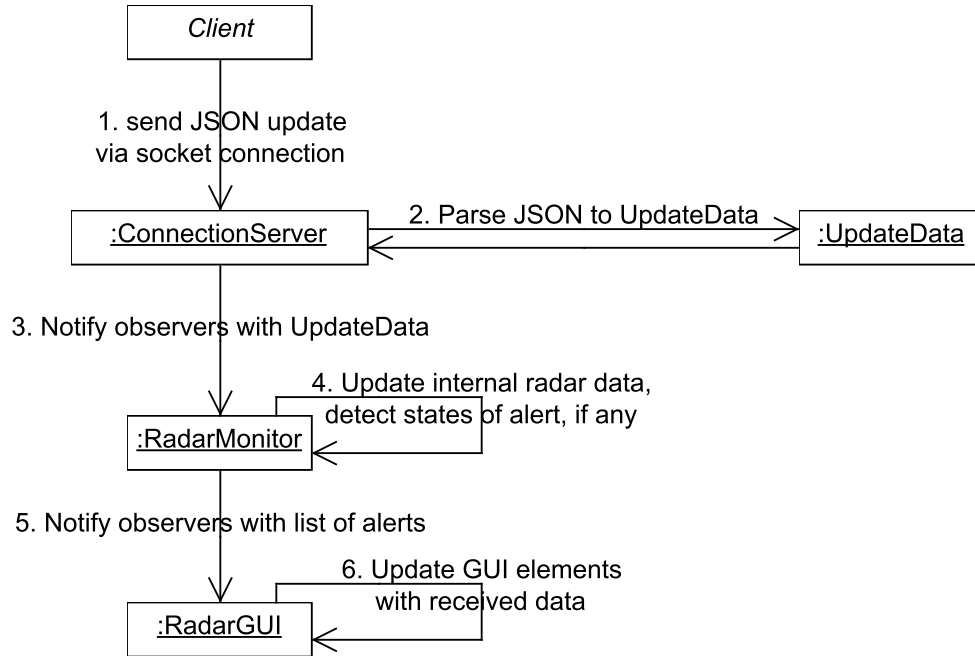 Client
1. send JSON update
via socket connection
2. Parse JSON to UpdateData
:ConnectionServer
:UpdateData
3. Notify observers with UpdateData
4. Update internal radar data,
detect states of alert, if any
:RadarMonitor
5. Notify observers with list of alerts
6. Update GUI elements
with received data
:RadarGUI